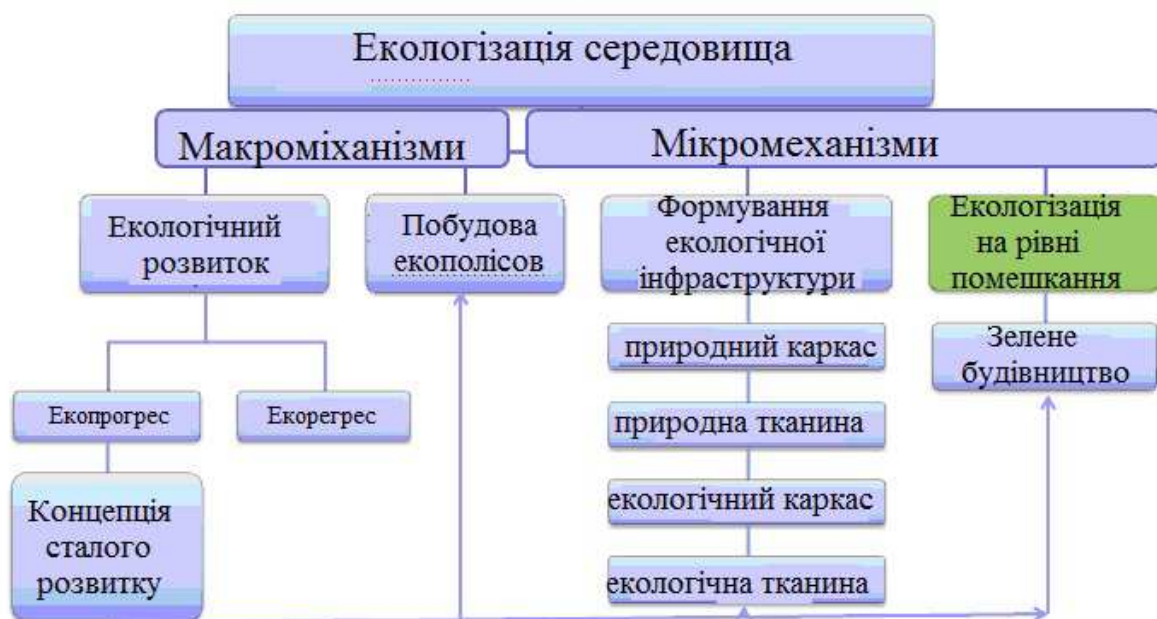 Екологізація середовища
Макроміханізми
Мікромеханізми
Екологічний
розвиток
Побудова
екополісов
Формування
екологічної
інфраструктури
Екологізація
на рівні
помешкання
природний каркас
природна тканина
екологічний каркас
екологічна тканина
Зелене
будівництво
Екопрогрес
Екорегрес
Концепція
сталого
розвитку